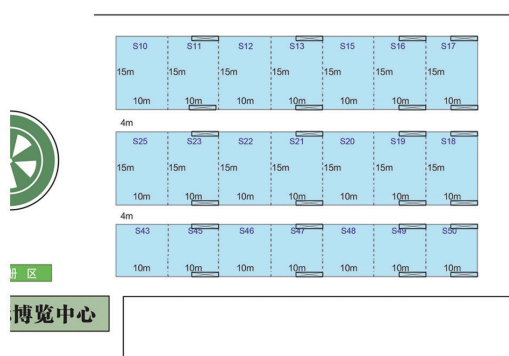 S10 S11 S12 S13 S15 S16 S17
15m 15m 15m 15m 15m 15m 15m
10m 10m 10m 10m 10m 10m 10m
4m
S25 S23 S22 S21 S20 S19 S18
15m 15m 15m 15m 15m 15m 15m
10m 10m 10m 10m 10m 10m 10m
4m
S43 S45 S46 S47 S48 S49 S50
10m 10m 10m 10m 10m 10m 10m
区
博览中心